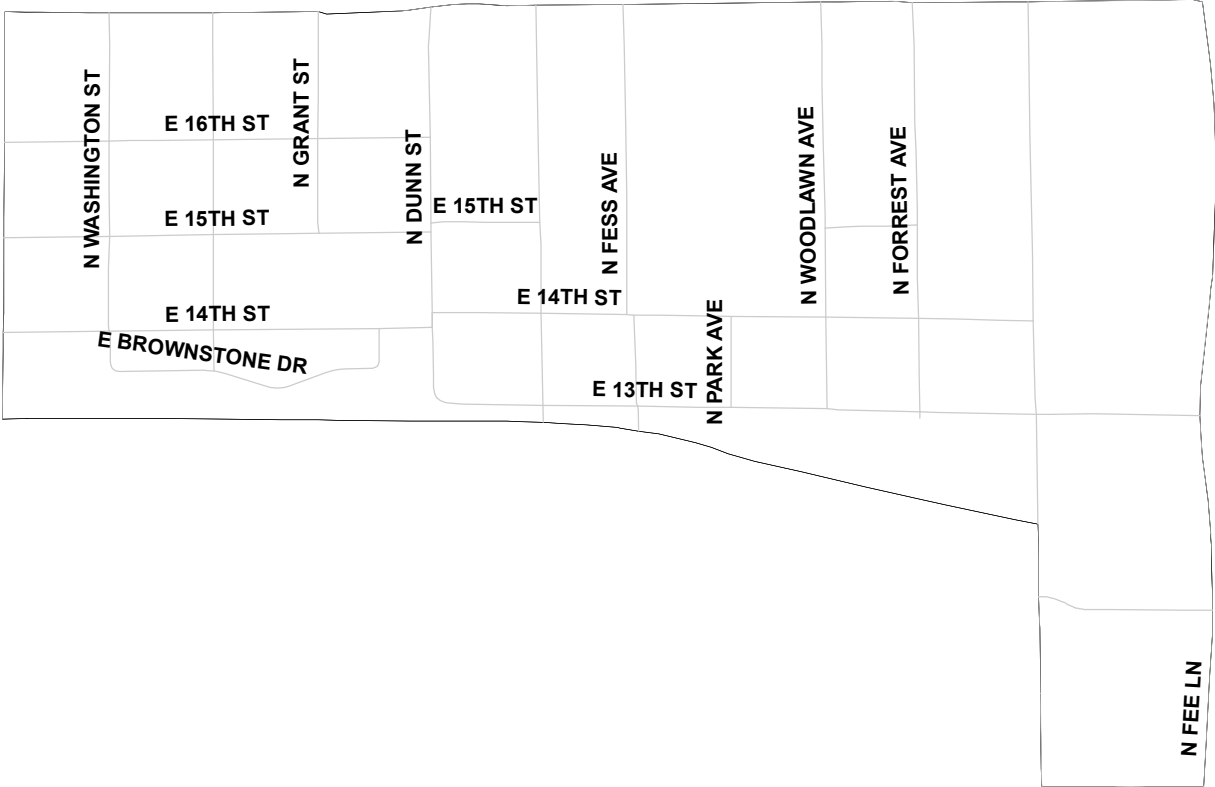 N WASHINGTON ST
E 16TH ST
N GRANT ST
N DUNN ST
E 15TH ST
E 15TH ST
N FESS AVE
N WOODLAWN AVE
N FORREST AVE
E 14TH ST
E 14TH ST
E BROWNSTONE DR
E 13TH ST
N PARK AVE
N FEE LN